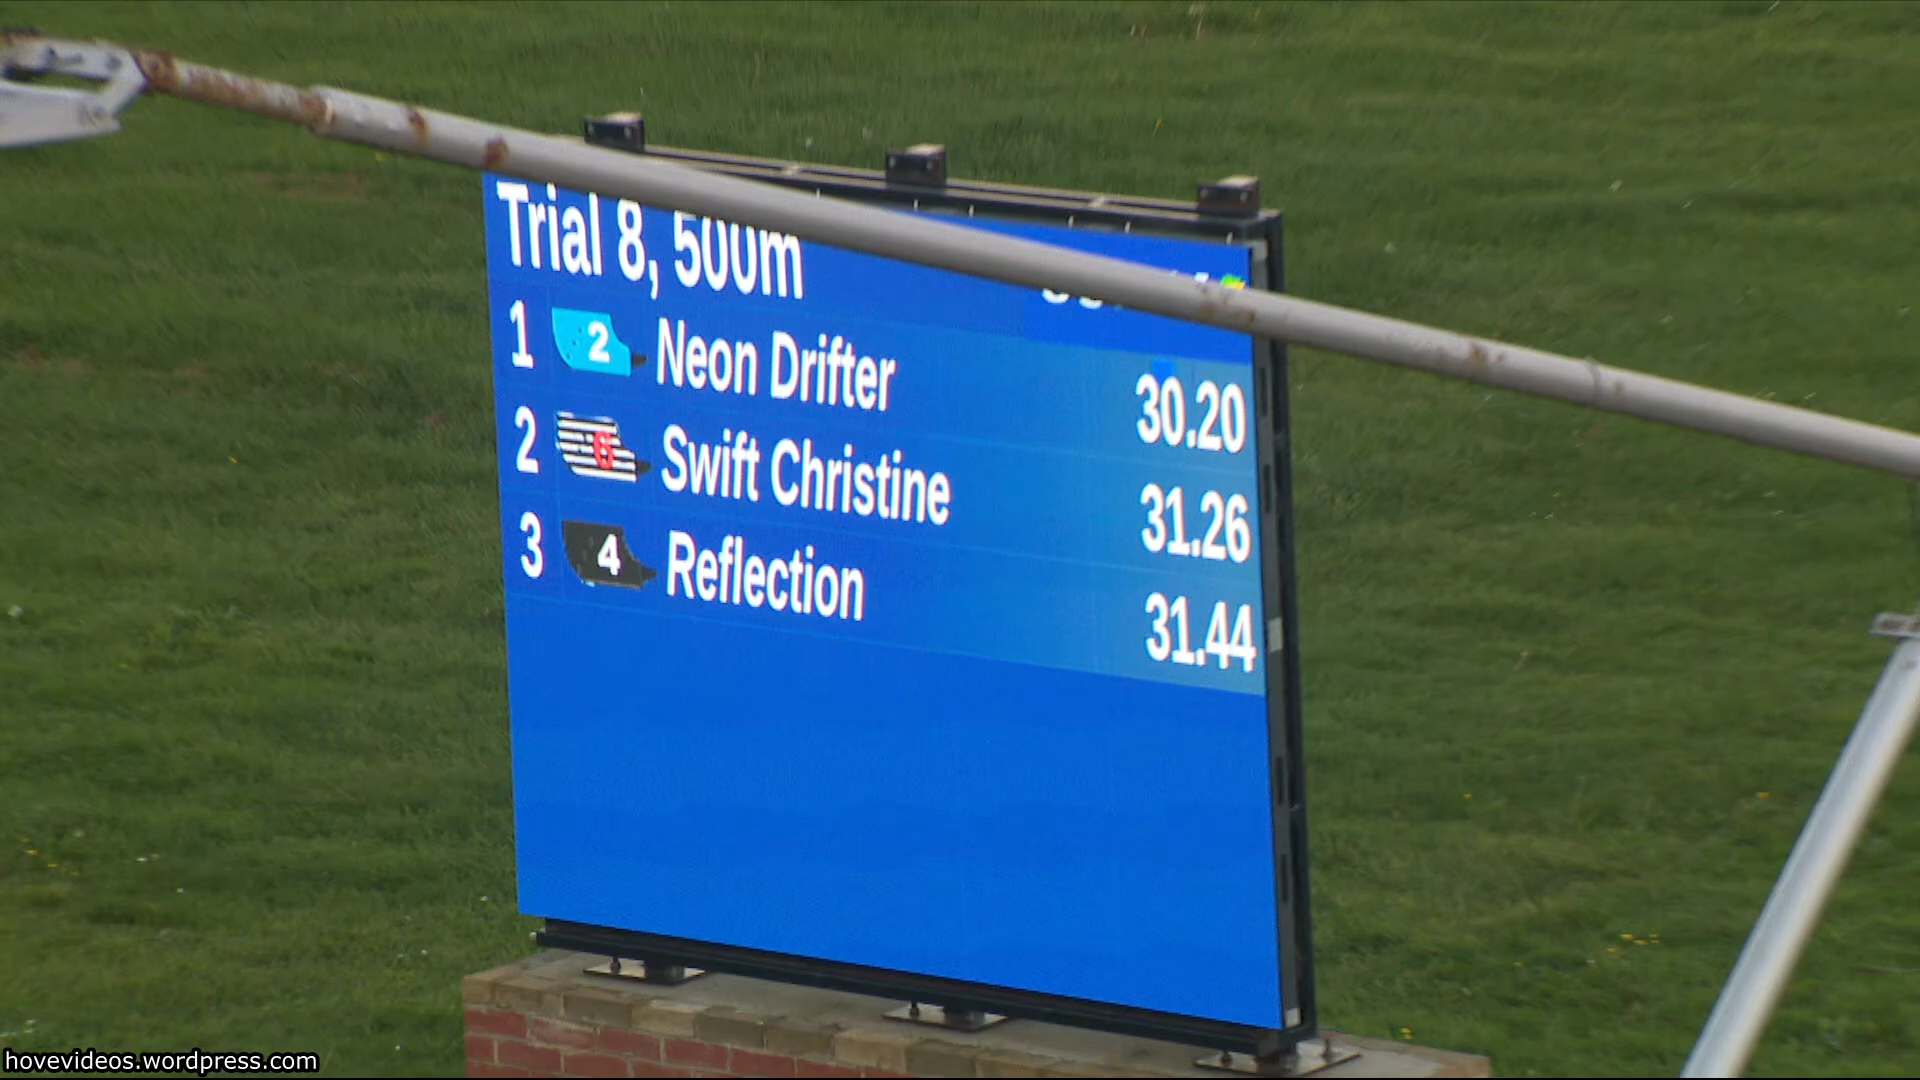 Trial 8, 500m
1 2 Neon Drifter 30.20
2 6 Swift Christine 31.26
3 4 Reflection 31.44
hovevideos.wordpress.com